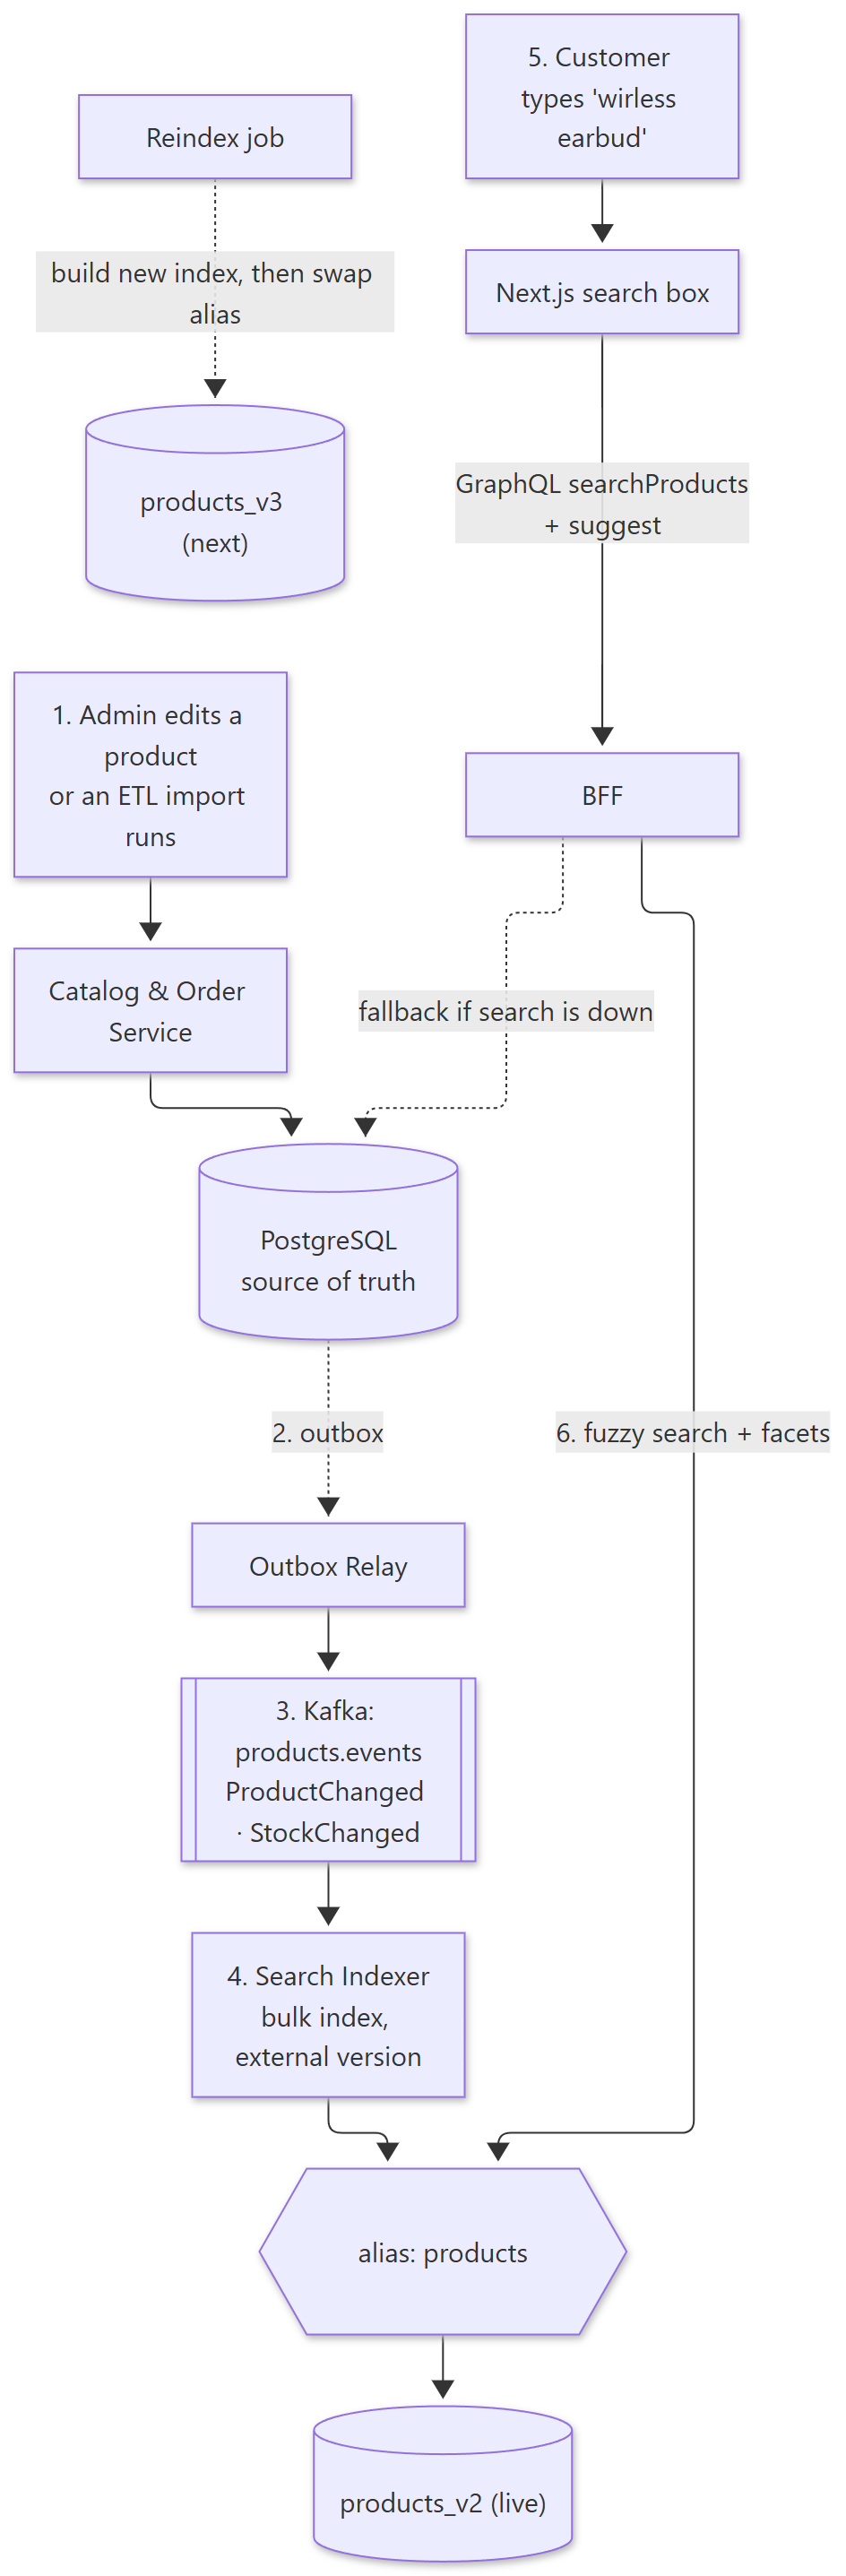 5. Customer
types 'wirless
earbud'
Reindex job
build new index, then swap
alias
Next.js search box
GraphQL searchProducts
+ suggest
products_v3
(next)
1. Admin edits a
product
or an ETL import
runs
BFF
Catalog & Order
Service
fallback if search is down
PostgreSQL
source of truth
2. outbox
6. fuzzy search + facets
Outbox Relay
3. Kafka:
products.events
ProductChanged
· StockChanged
4. Search Indexer
bulk index,
external version
alias: products
products_v2 (live)